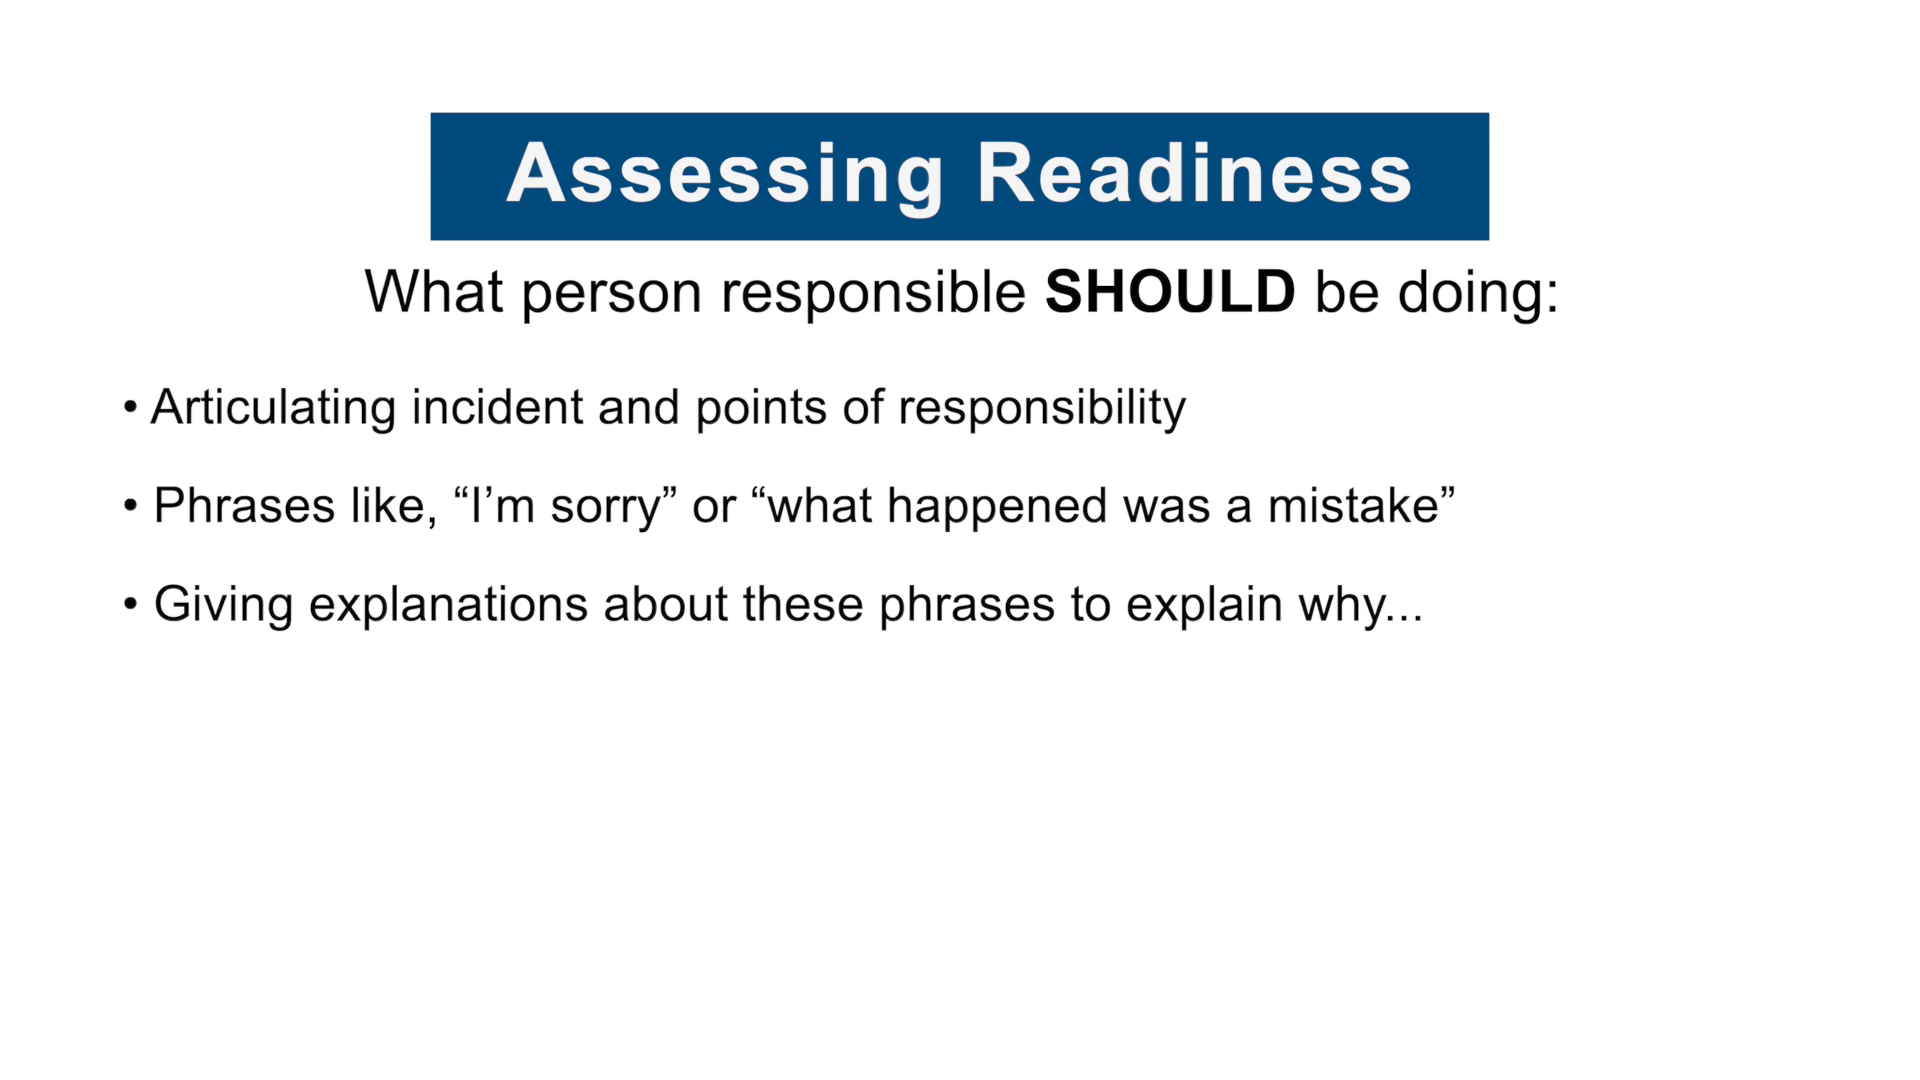 Assessing Readiness
What person responsible SHOULD be doing:
• Articulating incident and points of responsibility
• Phrases like, “I’m sorry” or “what happened was a mistake”
• Giving explanations about these phrases to explain why...